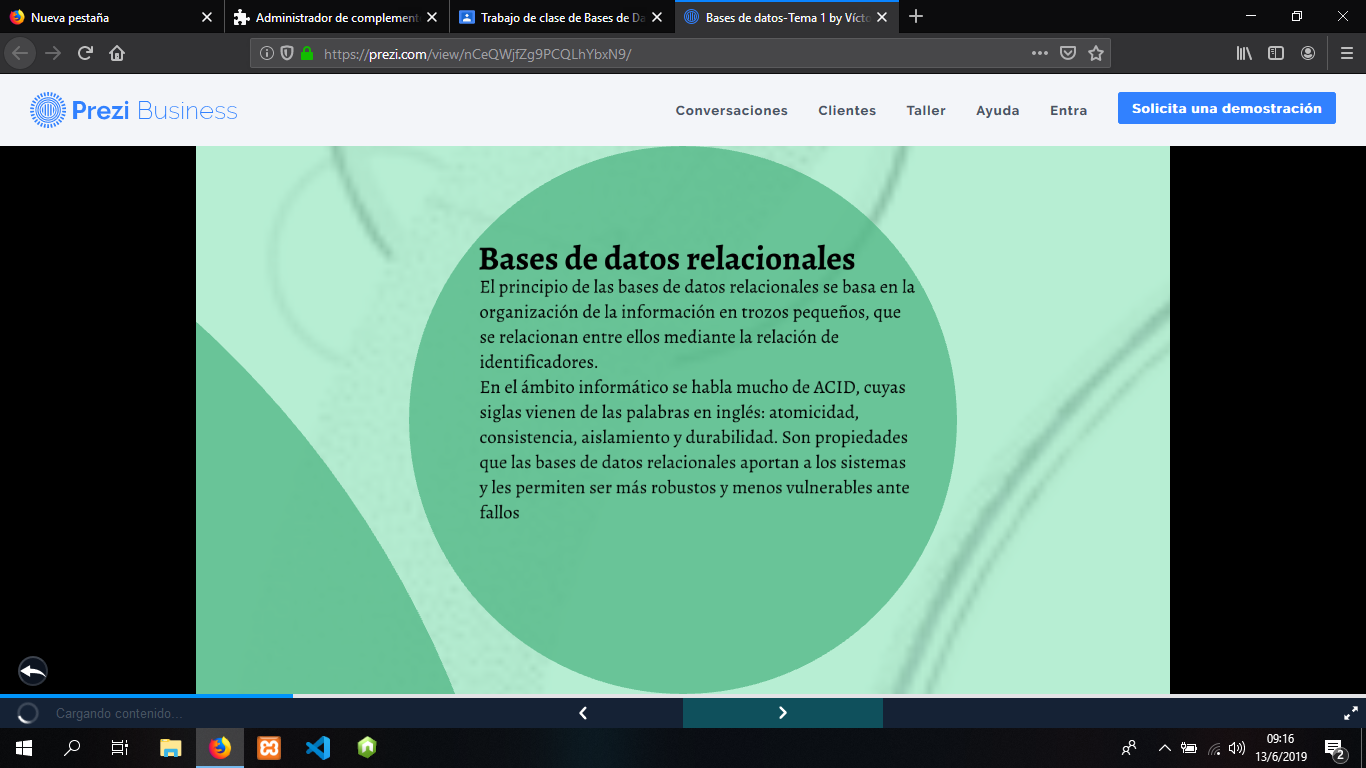 Nueva pestaña
Administrador de complement
Trabajo de clase de Bases de Da
Bases de datos-Tema 1 by Vícto
https://prezi.com/view/nCeQWjfZg9PCQLhYbxN9/
Prezi Business
Conversaciones
Clientes
Taller
Ayuda
Entra
Solicita una demostración
Bases de datos relacionales
El principio de las bases de datos relacionales se basa en la
organización de la información en trozos pequeños, que
se relacionan entre ellos mediante la relación de
identificadores.
En el ámbito informático se habla mucho de ACID, cuyas
siglas vienen de las palabras en inglés: atomicidad,
consistencia, aislamiento y durabilidad. Son propiedades
que las bases de datos relacionales aportan a los sistemas
y les permiten ser más robustos y menos vulnerables ante
fallos
Cargando contenido...
09:16
13/6/2019
2